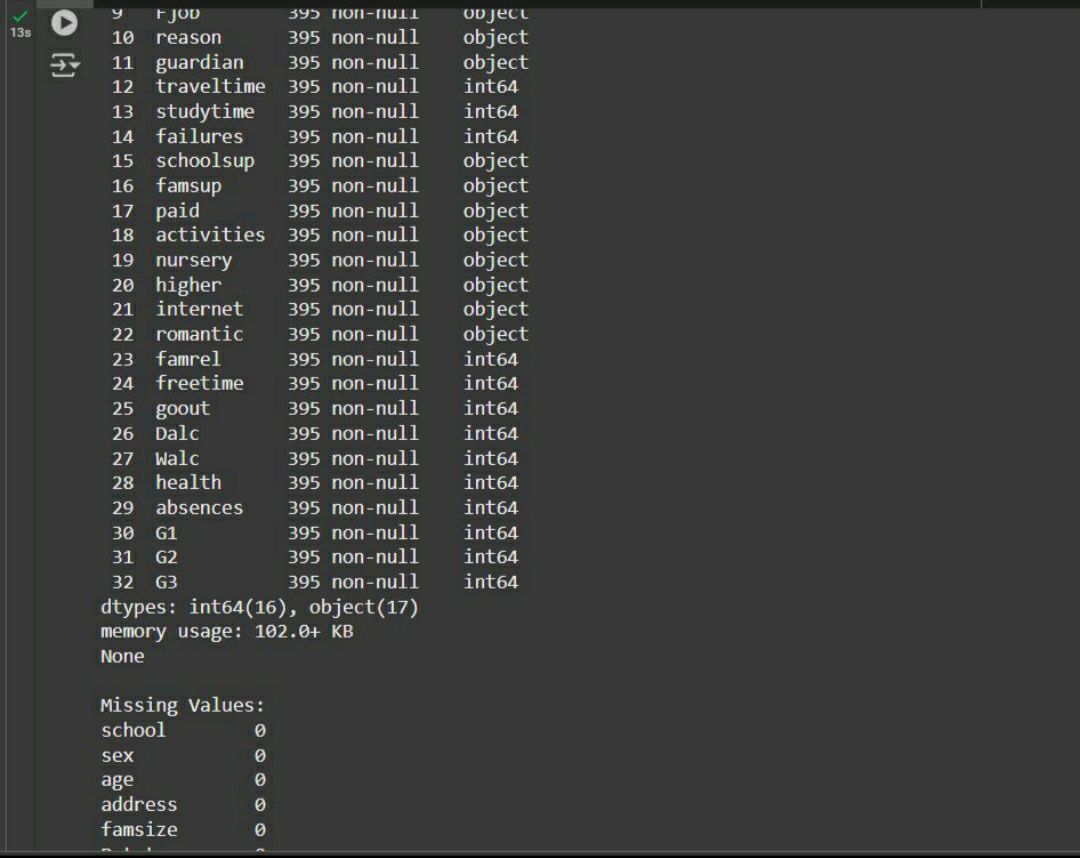 13s
9 Fjob 395 non-null object
10 reason 395 non-null object
11 guardian 395 non-null object
12 traveltime 395 non-null int64
13 studytime 395 non-null int64
14 failures 395 non-null int64
15 schoolsup 395 non-null object
16 famsup 395 non-null object
17 paid 395 non-null object
18 activities 395 non-null object
19 nursery 395 non-null object
20 higher 395 non-null object
21 internet 395 non-null object
22 romantic 395 non-null object
23 famrel 395 non-null int64
24 freetime 395 non-null int64
25 goout 395 non-null int64
26 Dalc 395 non-null int64
27 Walc 395 non-null int64
28 health 395 non-null int64
29 absences 395 non-null int64
30 G1 395 non-null int64
31 G2 395 non-null int64
32 G3 395 non-null int64
dtypes: int64(16), object(17)
memory usage: 102.0+ KB
None
Missing Values:
school 0
sex 0
age 0
address 0
famsize 0